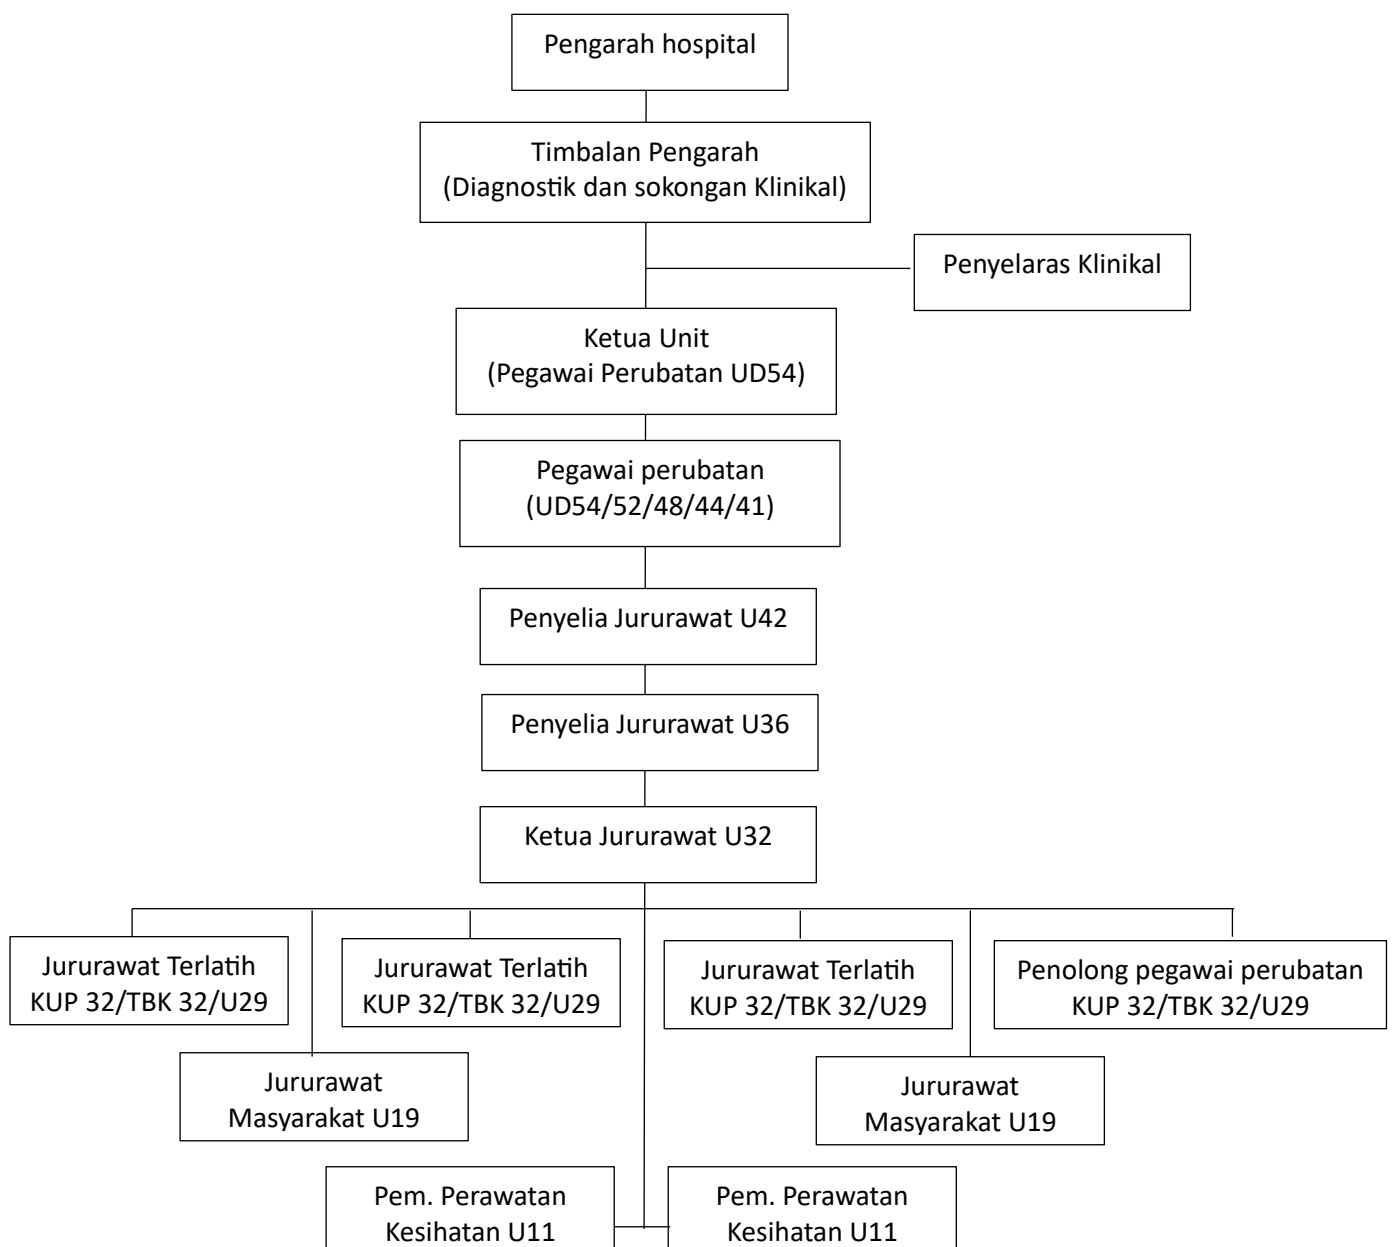 Pengarah hospital
Timbalan Pengarah
(Diagnostik dan sokongan Klinikal)
Penyelaras Klinikal
Ketua Unit
(Pegawai Perubatan UD54)
Pegawai perubatan
(UD54/52/48/44/41)
Penyelia Jururawat U42
Penyelia Jururawat U36
Ketua Jururawat U32
Jururawat Terlatih
KUP 32/TBK 32/U29
Jururawat Terlatih
KUP 32/TBK 32/U29
Jururawat Terlatih
KUP 32/TBK 32/U29
Penolong pegawai perubatan
KUP 32/TBK 32/U29
Jururawat
Masyarakat U19
Jururawat
Masyarakat U19
Pem. Perawatan
Kesihatan U11
Pem. Perawatan
Kesihatan U11